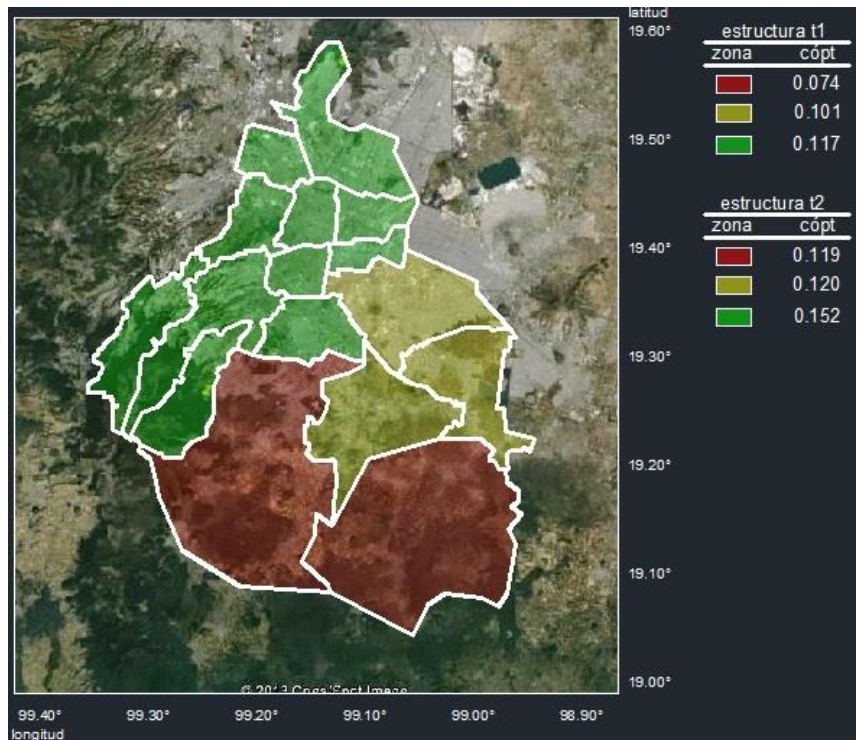 latitud
19.60°
19.50°
19.40°
19.30°
19.20°
19.10°
19.00°
estructura t1
zona cópt
0.074
0.101
0.117
estructura t2
zona cópt
0.119
0.120
0.152
99.40° 99.30° 99.20° 99.10° 99.00° 98.90°
longitud